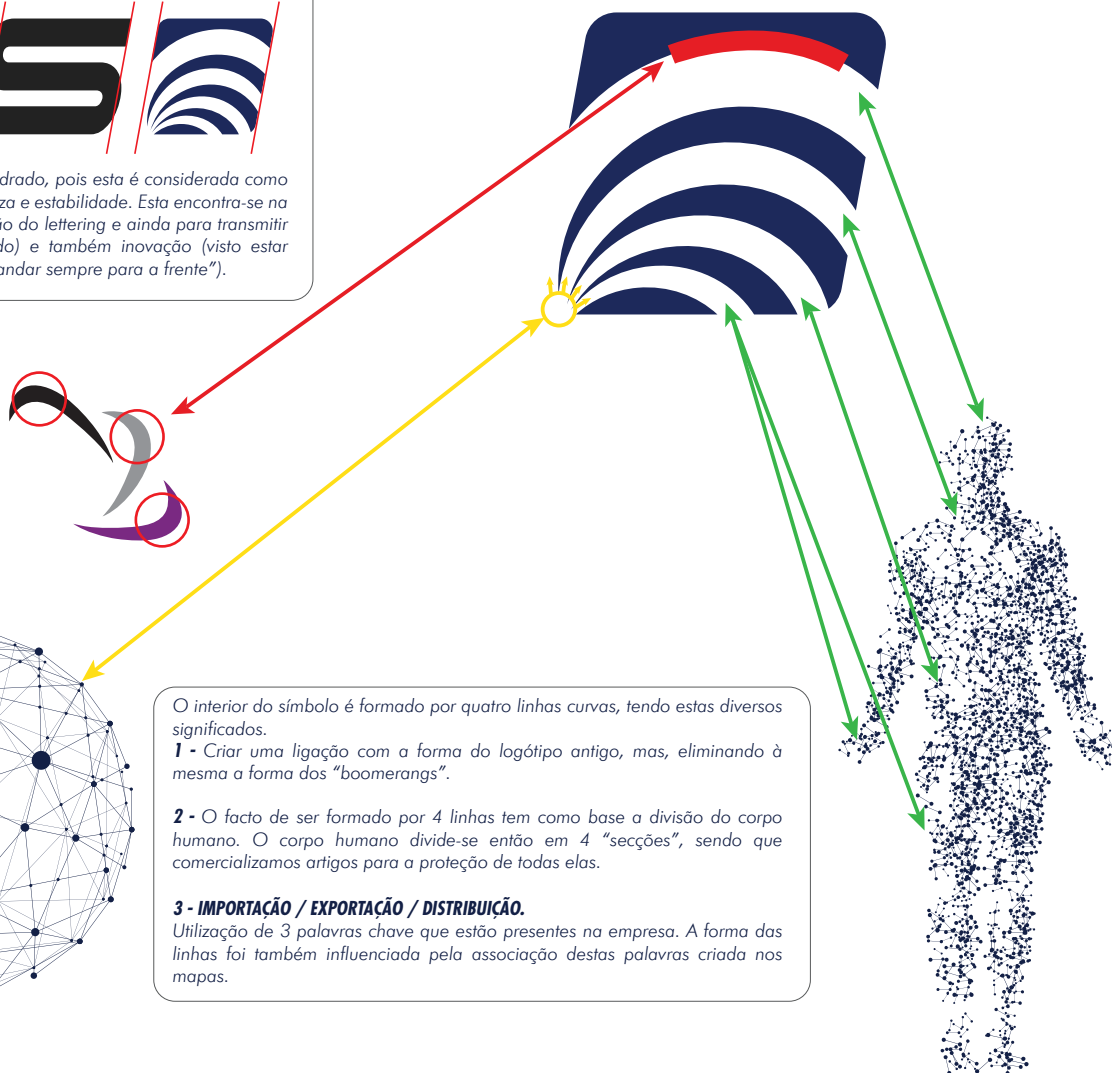 S
drado, pois esta é considerada como
za e estabilidade. Esta encontra-se na
ão do lettering e ainda para transmitir
do) e também inovação (visto estar
andar sempre para a frente").
O interior do símbolo é formado por quatro linhas curvas, tendo estas diversos
significados.
1 - Criar uma ligação com a forma do logótipo antigo, mas, eliminando à
mesma a forma dos "boomerangs".
2 - O facto de ser formado por 4 linhas tem como base a divisão do corpo
humano. O corpo humano divide-se então em 4 "secções", sendo que
comercializamos artigos para a proteção de todas elas.
3 - IMPORTAÇÃO / EXPORTAÇÃO / DISTRIBUIÇÃO.
Utilização de 3 palavras chave que estão presentes na empresa. A forma das
linhas foi também influenciada pela associação destas palavras criada nos
mapas.